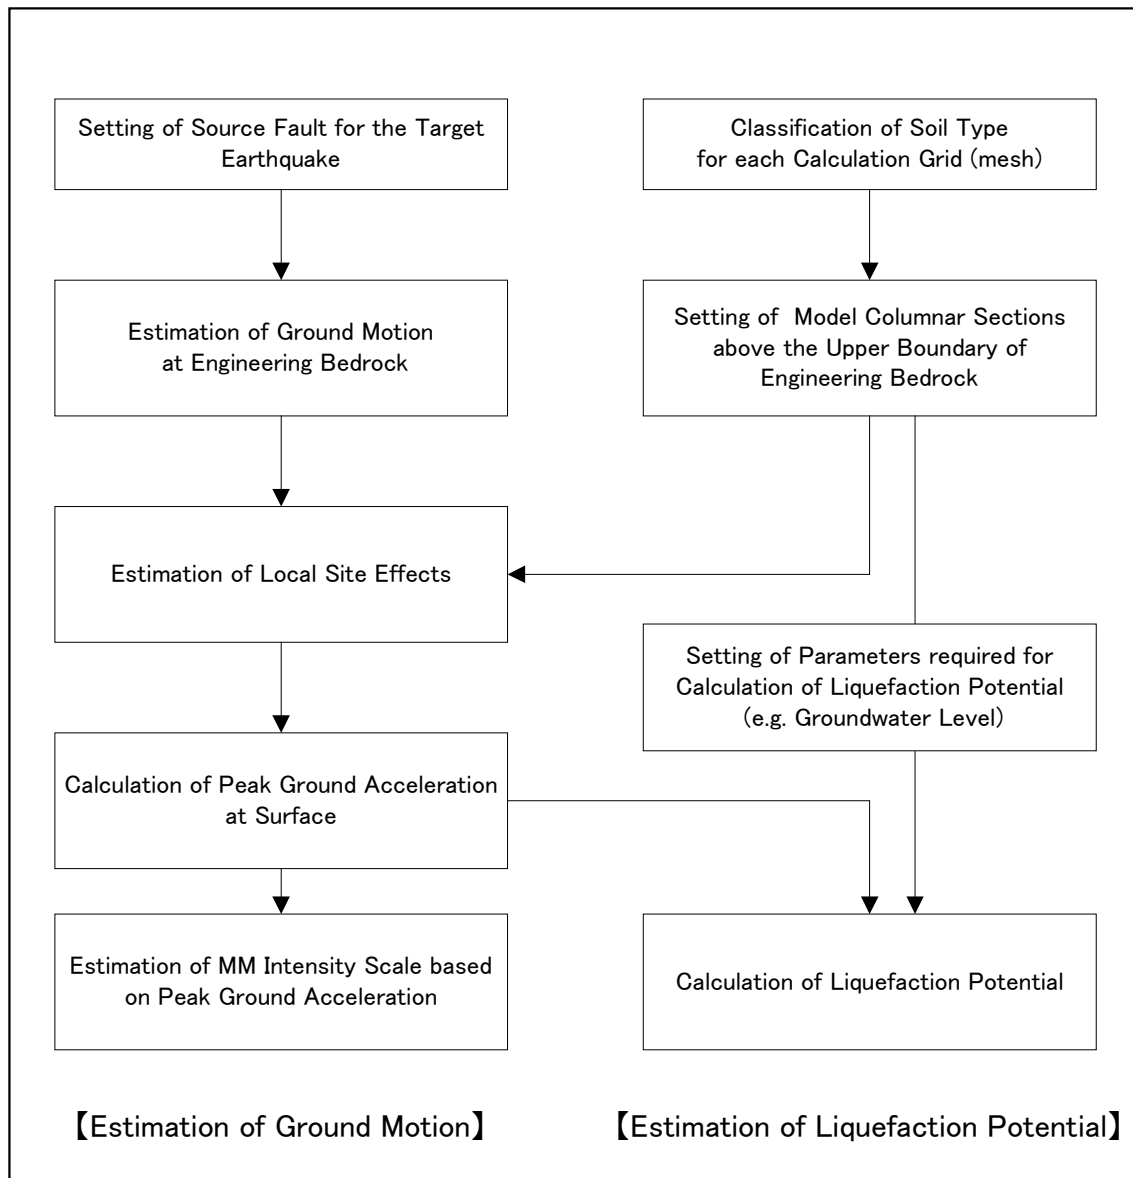 Setting of Source Fault for the Target
Earthquake
Estimation of Ground Motion
at Engineering Bedrock
Estimation of Local Site Effects
Calculation of Peak Ground Acceleration
at Surface
Estimation of MM Intensity Scale based
on Peak Ground Acceleration
【Estimation of Ground Motion】
Classification of Soil Type
for each Calculation Grid (mesh)
Setting of  Model Columnar Sections
above the Upper Boundary of
Engineering Bedrock
Setting of Parameters required for
Calculation of Liquefaction Potential
(e.g. Groundwater Level)
Calculation of Liquefaction Potential
【Estimation of Liquefaction Potential】